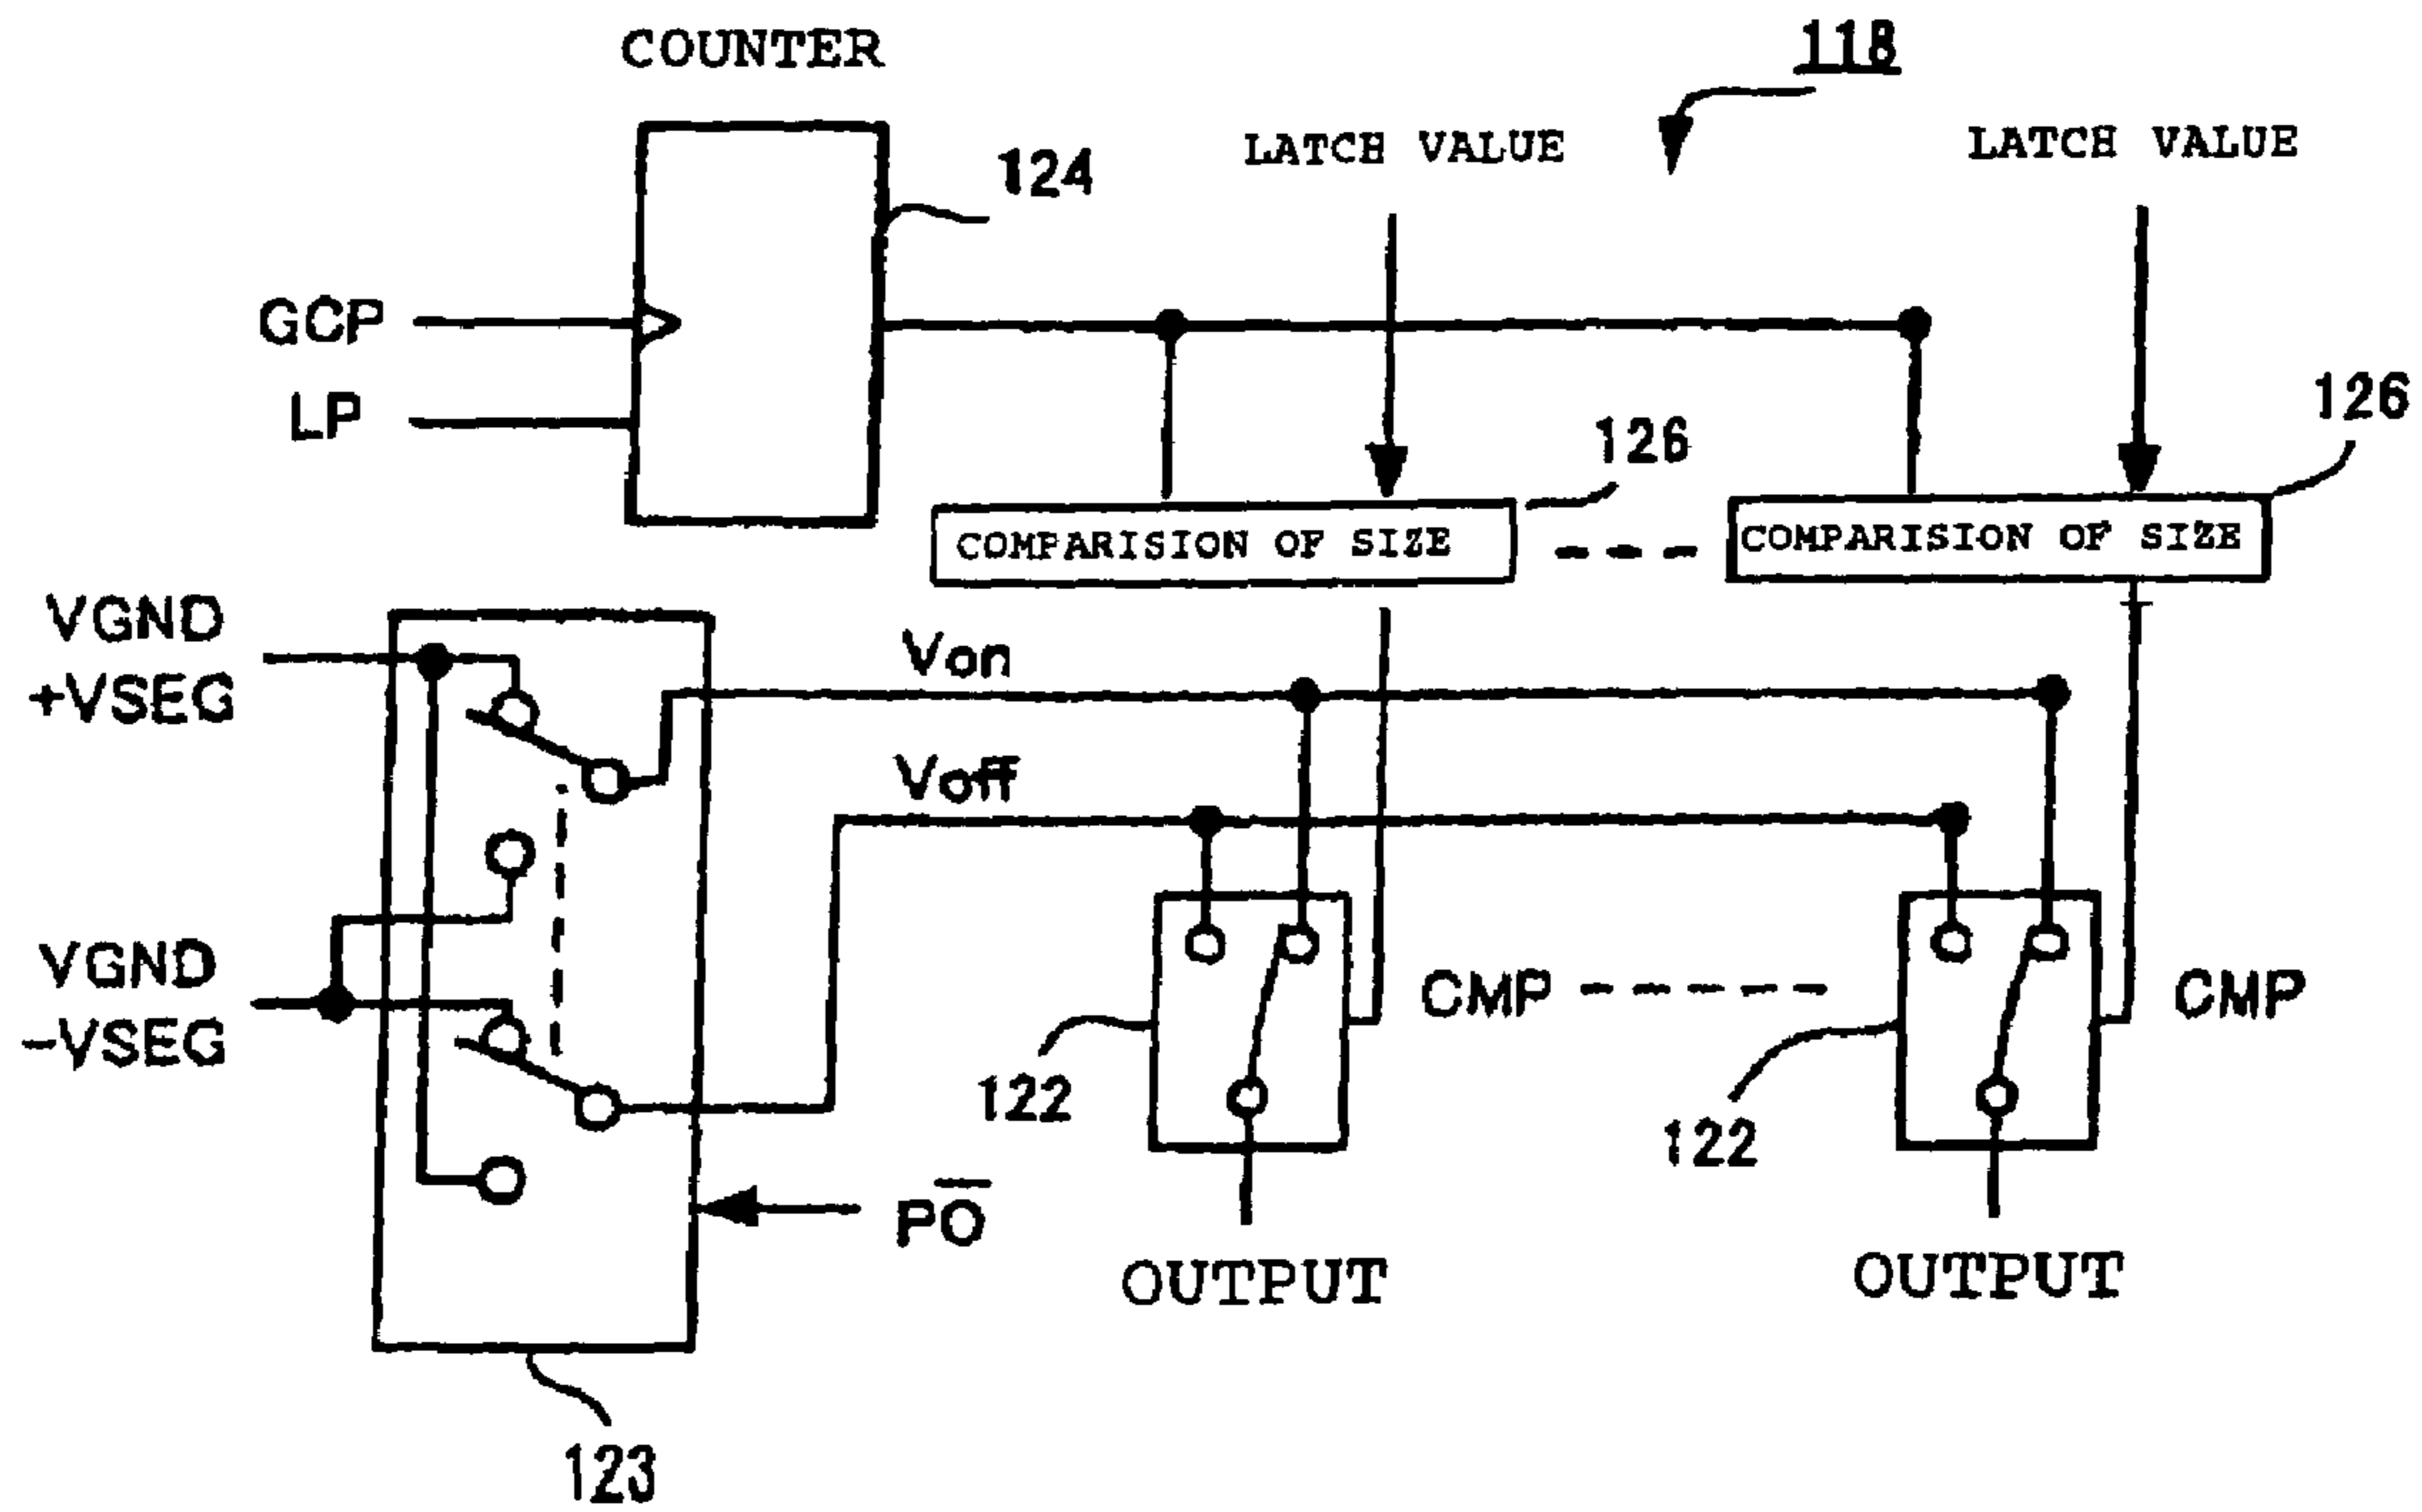 COUNTER
118
LATCH VALUE
LATCH VALUE
124
GCP
LP
126
126
COMPARISION OF SIZE
COMPARISION OF SIZE
VGND
+VSEG
Von
Voff
VGND
-VSEG
CMP
CMP
122
122
PO̅
OUTPUT
OUTPUT
123